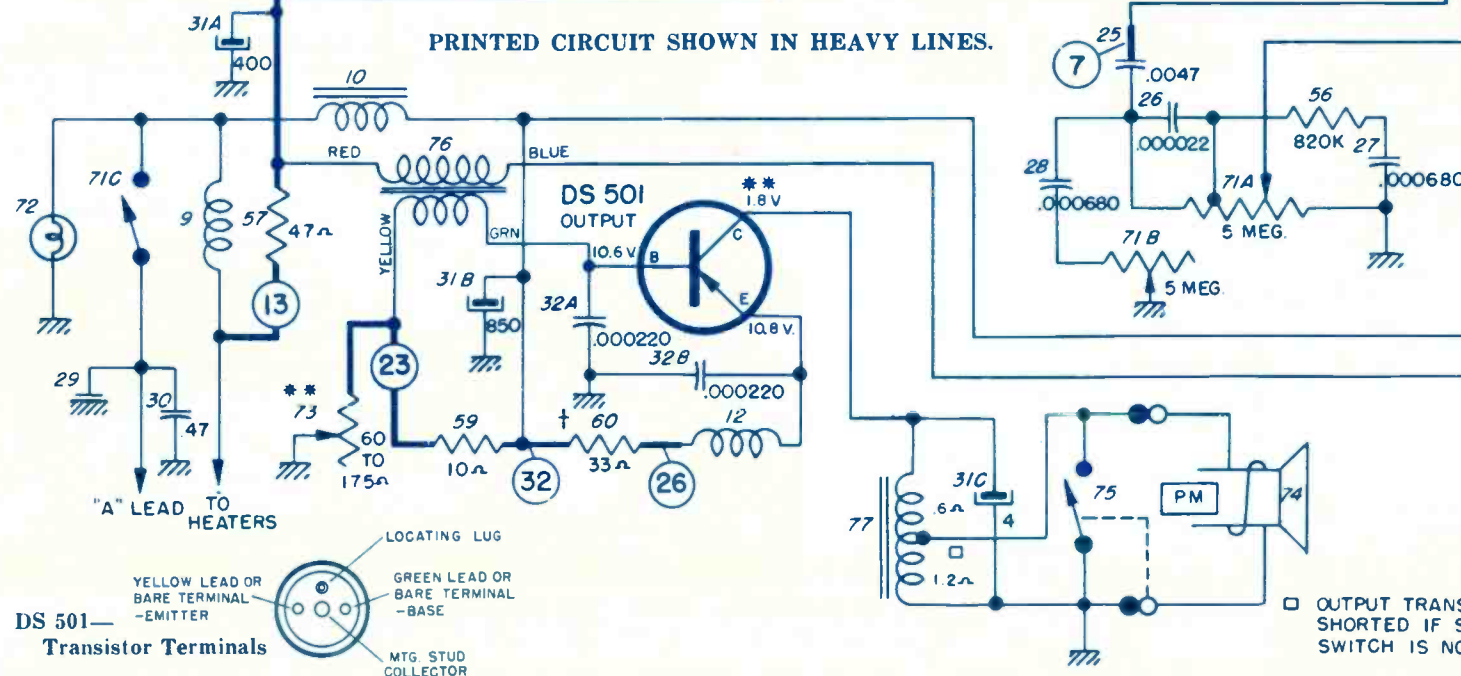 31A
400
PRINTED CIRCUIT SHOWN IN HEAVY LINES.
25
7
.0047
10
26
56
.000022
820K
27
RED
76
BLUE
28
71A
.000680
71C
DS 501
OUTPUT
**
1.8 V
.000680
72
9
57
47Ω
YELLOW
GRN
C
5 MEG.
71B
10.6 V.
B
5 MEG.
13
31B
32A
E
850
10.8 V.
.000220
32B
29
23
.000220
30
**
73
.47
60
TO
175Ω
59
†
60
12
10Ω
33Ω
32
26
31C
75
PM
74
"A" LEAD
TO
HEATERS
77
.6Ω
4
□
1.2Ω
LOCATING LUG
YELLOW LEAD OR
BARE TERMINAL
-EMITTER
GREEN LEAD OR
BARE TERMINAL
-BASE
DS 501—
Transistor Terminals
MTG. STUD
COLLECTOR
□ OUTPUT
SHORTED IF
SWITCH IS